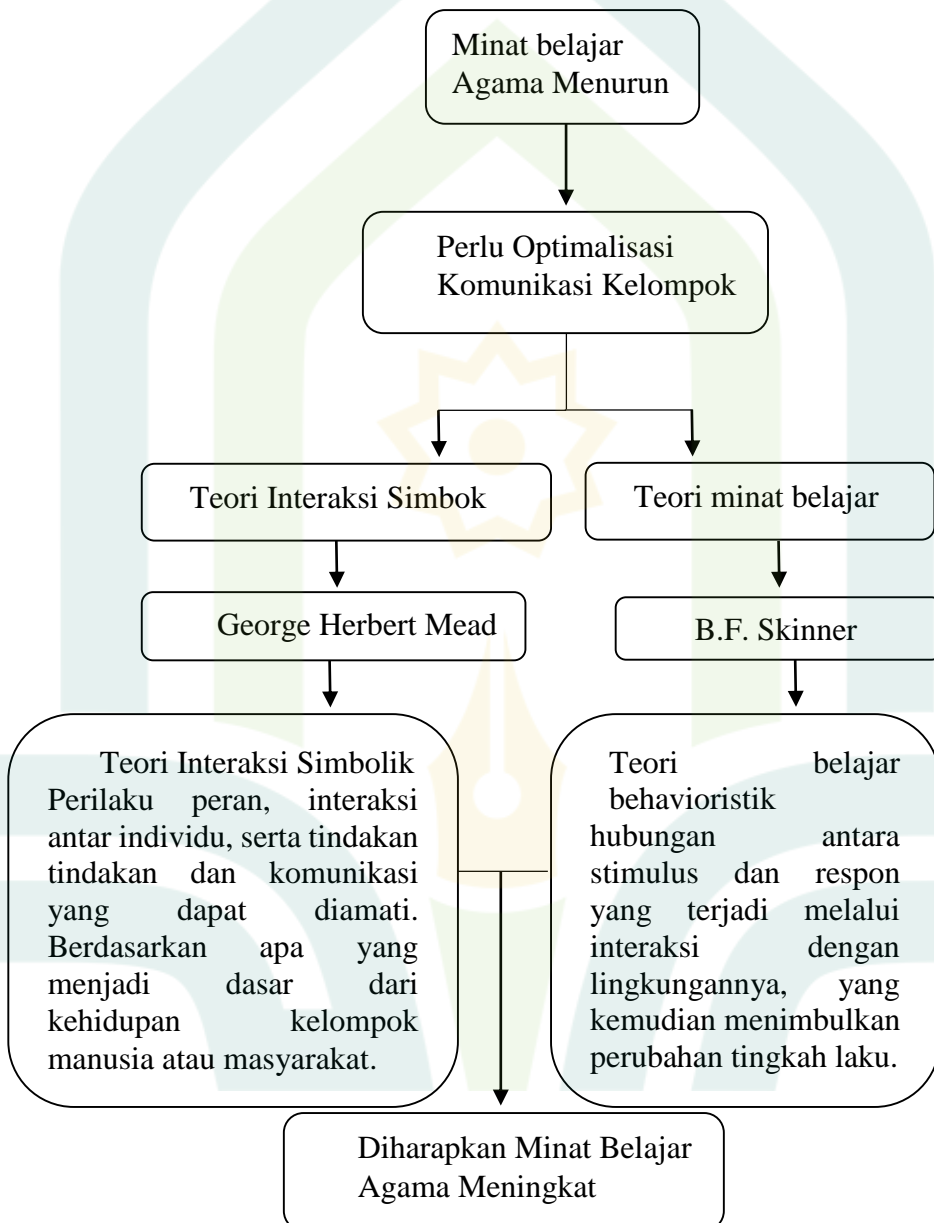 Minat belajar
Agama Menurun
Perlu Optimalisasi
Komunikasi Kelompok
Teori Interaksi Simbok
Teori minat belajar
George Herbert Mead
B.F. Skinner
Teori Interaksi Simbolik
Perilaku peran, interaksi
antar individu, serta tindakan
tindakan dan komunikasi
yang dapat diamati.
Berdasarkan apa yang
menjadi dasar dari
kehidupan kelompok
manusia atau masyarakat.
Teori belajar
behavioristik
hubungan antara
stimulus dan respon
yang terjadi melalui
interaksi dengan
lingkungannya, yang
kemudian menimbulkan
perubahan tingkah laku.
Diharapkan Minat Belajar
Agama Meningkat